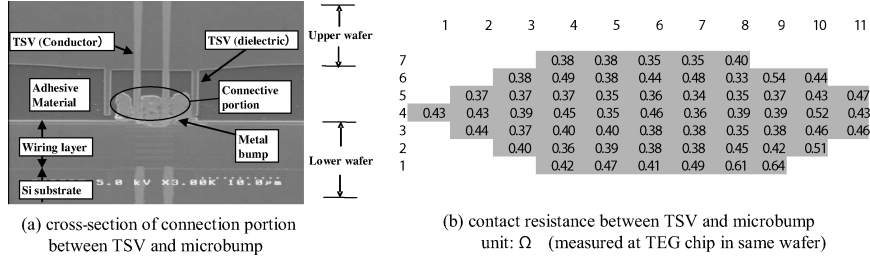 TSV (Conductor)
TSV (dielectric)
Upper wafer
Adhesive
Material
Connective
portion
Metal
bump
Wiring layer
Lower wafer
Si substrate
5.0 kV X3.00K 10.0µm
(a) cross-section of connection portion
between TSV and microbump
1 2 3 4 5 6 7 8 9 10 11
7 0.38 0.38 0.35 0.35 0.40
6 0.38 0.49 0.38 0.44 0.48 0.33 0.54 0.44
5 0.37 0.37 0.37 0.35 0.36 0.34 0.35 0.37 0.43 0.47
4 0.43 0.43 0.39 0.45 0.35 0.46 0.36 0.39 0.39 0.52 0.43
3 0.44 0.37 0.40 0.40 0.38 0.38 0.35 0.38 0.46 0.46
2 0.40 0.36 0.39 0.38 0.38 0.45 0.42 0.51
1 0.42 0.47 0.41 0.49 0.61 0.64
(b) contact resistance between TSV and microbump
unit: Ω (measured at TEG chip in same wafer)